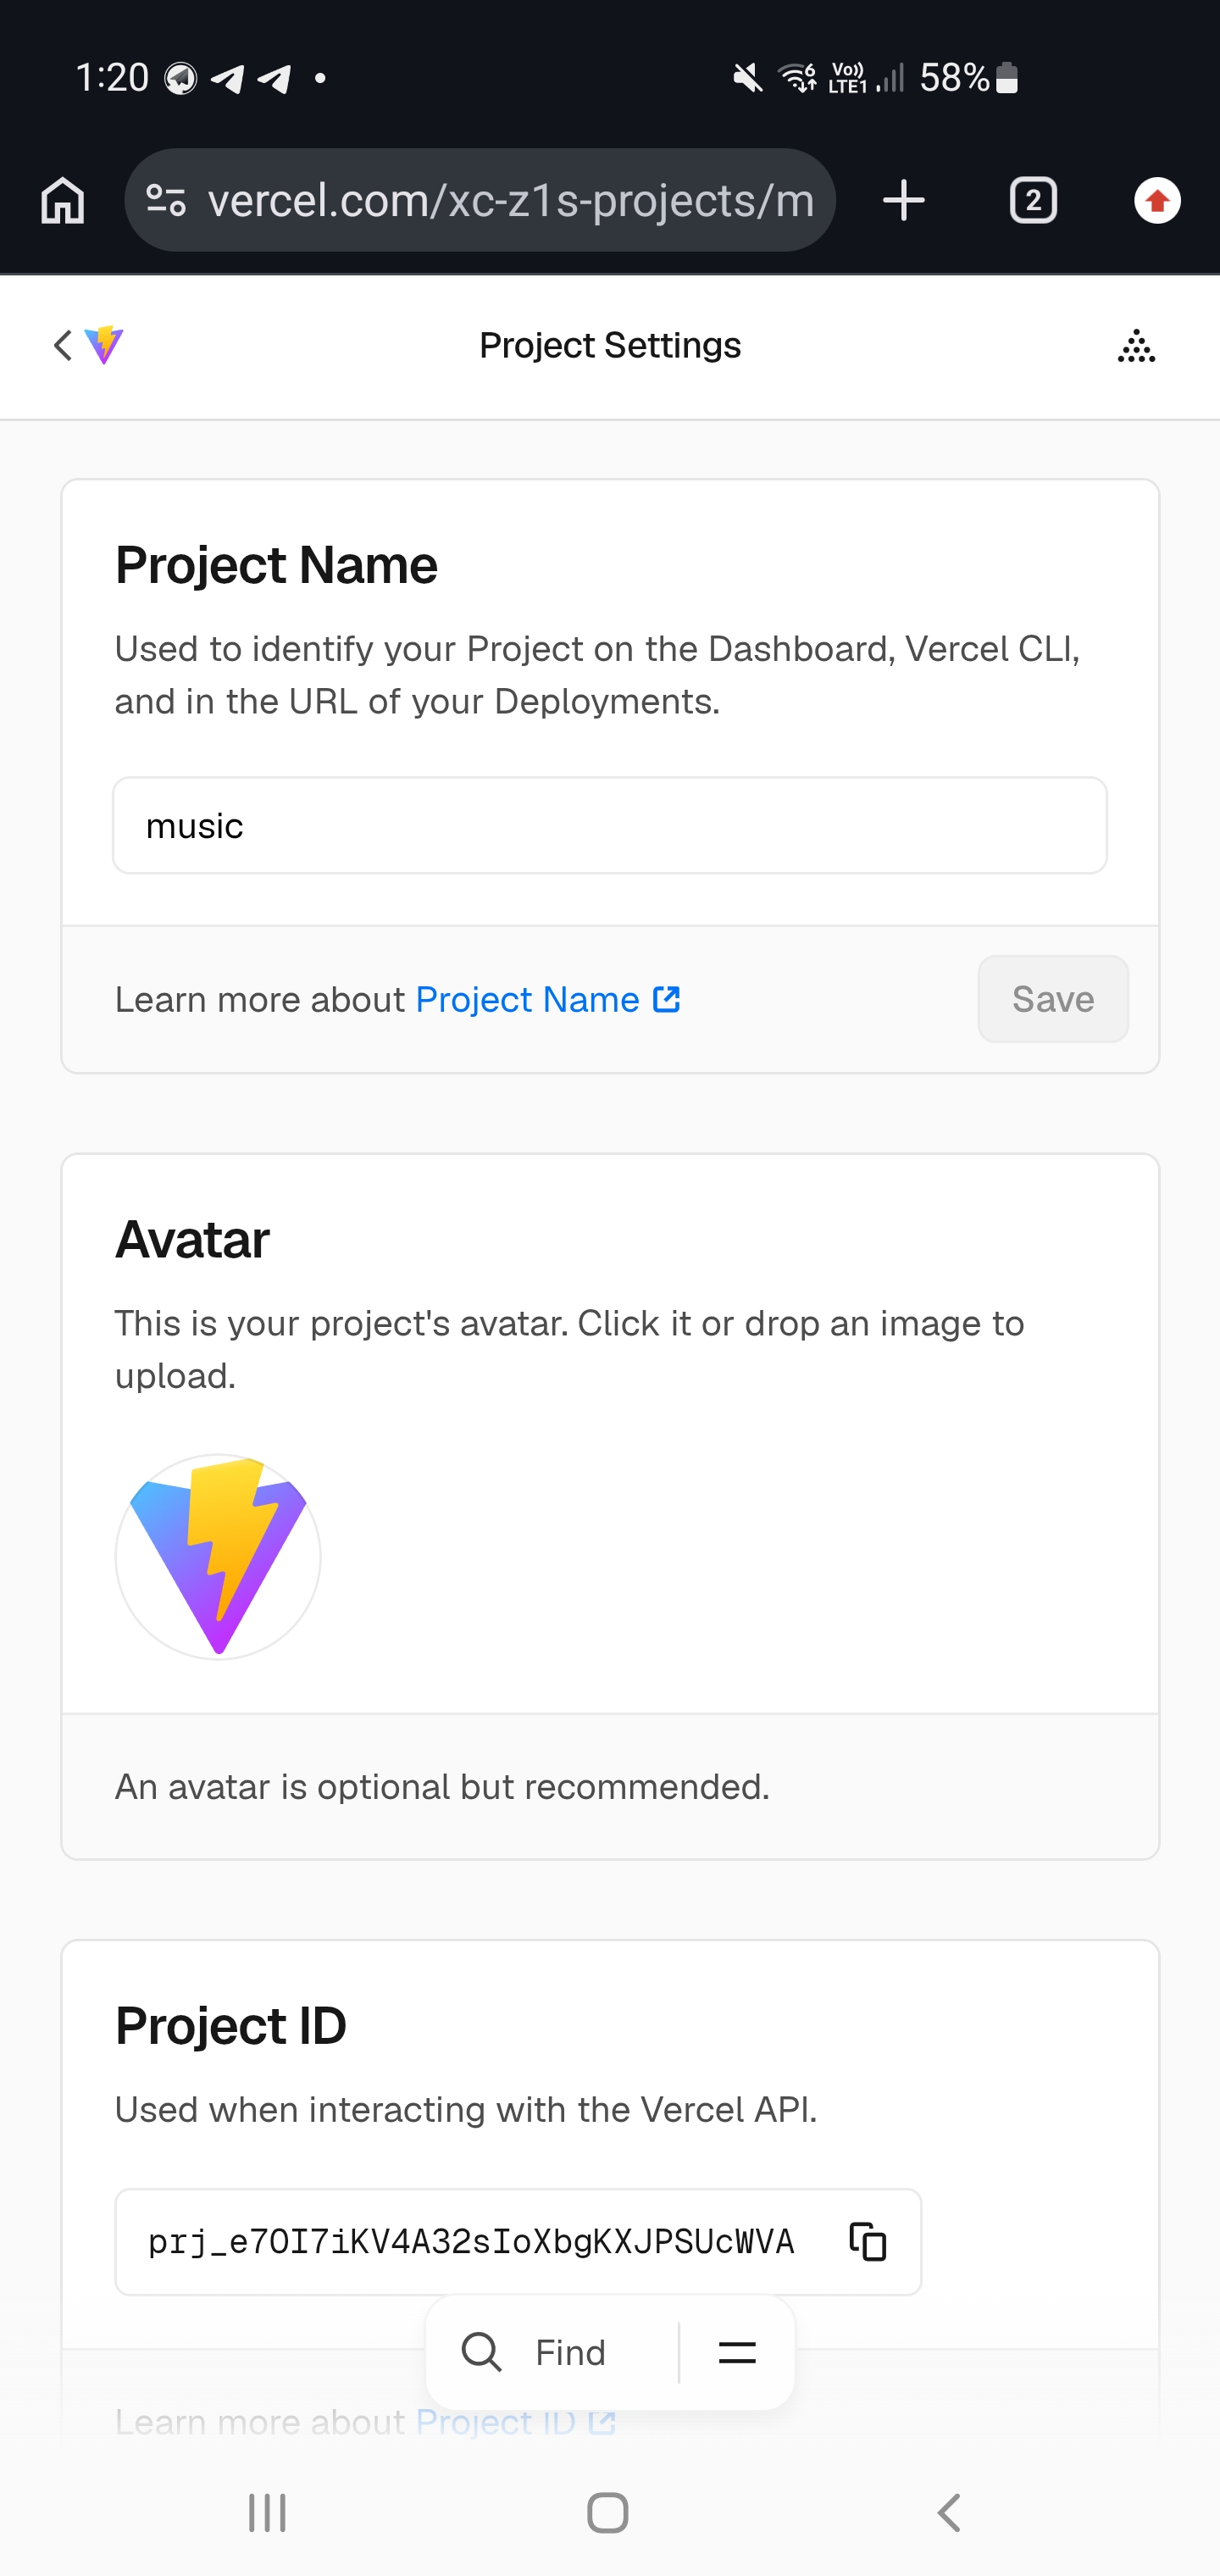 1:20
6
Vo))
LTE1
58%
vercel.com/xc-z1s-projects/m
2
Project Settings
Project Name
Used to identify your Project on the Dashboard, Vercel CLI,
and in the URL of your Deployments.
music
Learn more about Project Name
Save
Avatar
This is your project's avatar. Click it or drop an image to
upload.
An avatar is optional but recommended.
Project ID
Used when interacting with the Vercel API.
prj_e7OI7iKV4A32sIoXbgKXJPSUcWVA
Find
Learn more about Project ID